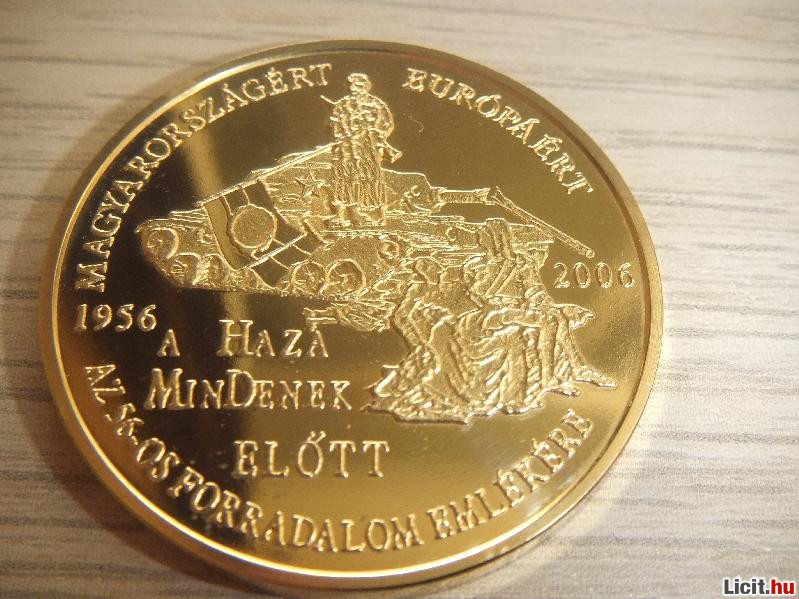 MAGYARORSZÁGÉRT EURÓPÁÉRT
1956
2006
A HAZA
MINDENEK
ELŐTT
AZ 56-OS FORRADALOM EMLÉKÉRE
Licit.hu